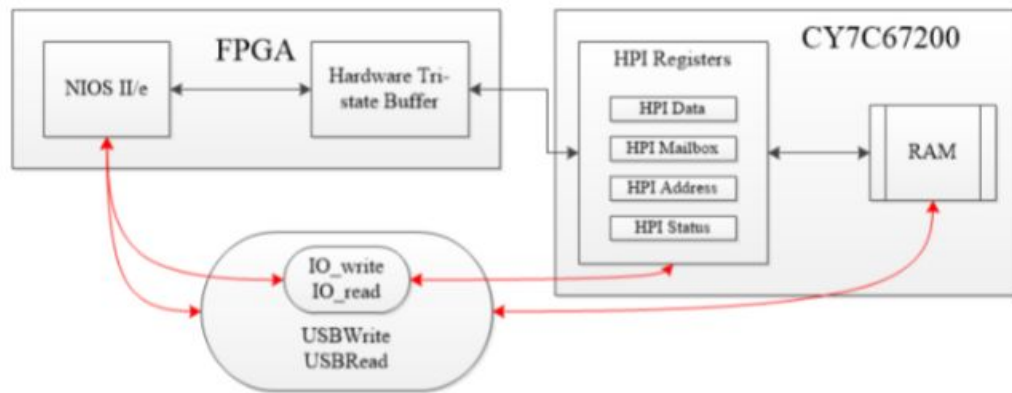 FPGA
NIOS II/e
Hardware Tri-
state Buffer
CY7C67200
HPI Registers
HPI Data
HPI Mailbox
HPI Address
HPI Status
RAM
IO_write
IO_read
USBWrite
USBRead